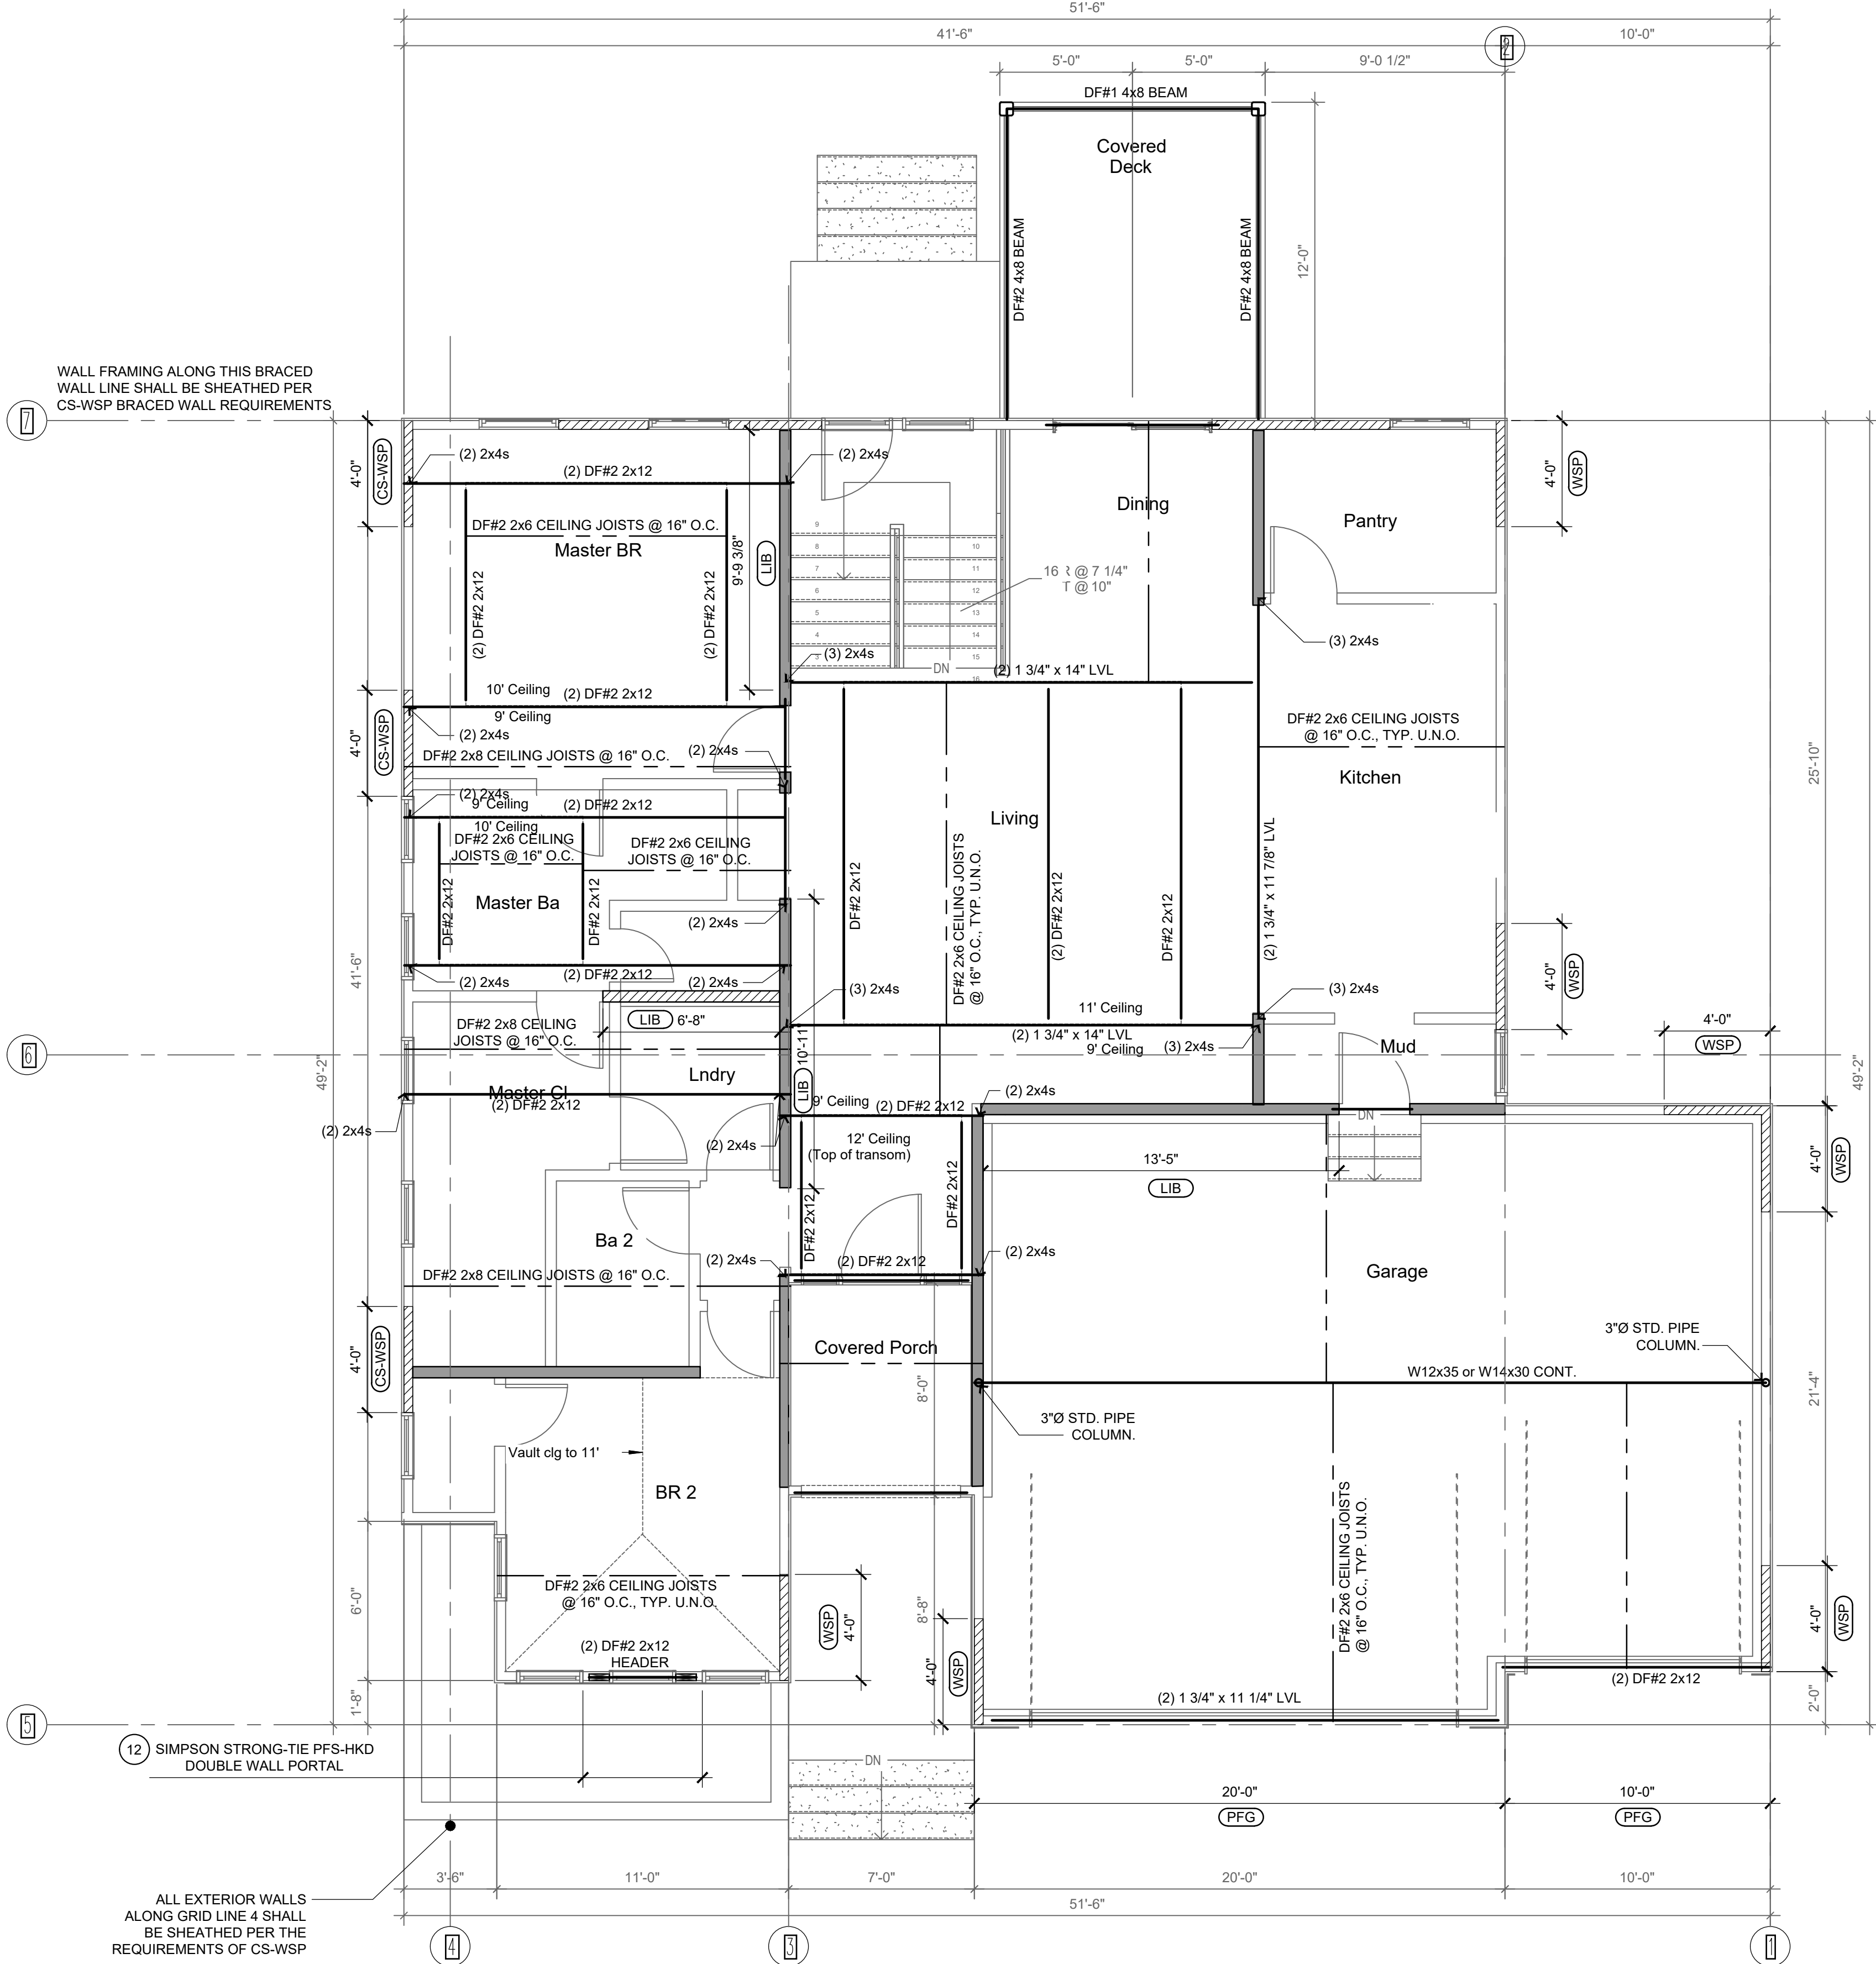 51'-6"
41'-6"
10'-0"
2
5'-0"
5'-0"
9'-0 1/2"
DF#1 4x8 BEAM
Covered
Deck
DF#2 4x8 BEAM
DF#2 4x8 BEAM
12'-0"
WALL FRAMING ALONG THIS BRACED
WALL LINE SHALL BE SHEATHED PER
CS-WSP BRACED WALL REQUIREMENTS
7
4'-0"
CS-WSP
(2) 2x4s
(2) DF#2 2x12
(2) 2x4s
4'-0"
WSP
DF#2 2x6 CEILING JOISTS @ 16" O.C.
Master BR
(2) DF#2 2x12
(2) DF#2 2x12
9'-9 3/8"
LIB
Dining
Pantry
9
8
7
6
5
4
3
10
11
12
13
14
15
16
16 R @ 7 1/4"
T @ 10"
DN
(3) 2x4s
(3) 2x4s
(2) 1 3/4" x 14" LVL
10' Ceiling
(2) DF#2 2x12
9' Ceiling
(2) 2x4s
4'-0"
CS-WSP
DF#2 2x8 CEILING JOISTS @ 16" O.C.
(2) 2x4s
DF#2 2x6 CEILING JOISTS
@ 16" O.C., TYP. U.N.O.
Kitchen
25'-10"
(2) 2x4s
9' Ceiling
(2) DF#2 2x12
10' Ceiling
DF#2 2x6 CEILING
JOISTS @ 16" O.C.
DF#2 2x6 CEILING
JOISTS @ 16" O.C.
Living
DF#2 2x12
Master Ba
DF#2 2x12
DF#2 2x12
DF#2 2x6 CEILING JOISTS
@ 16" O.C., TYP. U.N.O.
(2) DF#2 2x12
DF#2 2x12
(2) 1 3/4" x 11 7/8" LVL
(2) 2x4s
41'-6"
(2) DF#2 2x12
(2) 2x4s
(2) 2x4s
(3) 2x4s
4'-0"
WSP
(3) 2x4s
11' Ceiling
LIB
6'-8"
DF#2 2x8 CEILING
JOISTS @ 16" O.C.
(2) 1 3/4" x 14" LVL
9' Ceiling
(3) 2x4s
Mud
4'-0"
WSP
6
49'-2"
49'-2"
10'-11"
LIB
Lndry
Master Cl
(2) DF#2 2x12
(2) 2x4s
9' Ceiling
(2) DF#2 2x12
(2) 2x4s
DN
(2) 2x4s
12' Ceiling
(Top of transom)
13'-5"
LIB
4'-0"
WSP
DF#2 2x12
DF#2 2x12
Ba 2
(2) 2x4s
(2) DF#2 2x12
(2) 2x4s
DF#2 2x8 CEILING JOISTS @ 16" O.C.
Garage
4'-0"
CS-WSP
Covered Porch
8'-0"
3"Ø STD. PIPE
COLUMN.
W12x35 or W14x30 CONT.
21'-4"
3"Ø STD. PIPE
COLUMN.
Vault clg to 11'
BR 2
DF#2 2x6 CEILING JOISTS
@ 16" O.C., TYP. U.N.O.
DF#2 2x6 CEILING JOISTS
@ 16" O.C., TYP. U.N.O.
6'-0"
WSP
4'-0"
8'-8"
4'-0"
WSP
4'-0"
WSP
(2) DF#2 2x12
HEADER
(2) DF#2 2x12
(2) 1 3/4" x 11 1/4" LVL
1'-8"
2'-0"
5
12
SIMPSON STRONG-TIE PFS-HKD
DOUBLE WALL PORTAL
DN
20'-0"
PFG
10'-0"
PFG
3'-6"
11'-0"
7'-0"
20'-0"
10'-0"
51'-6"
ALL EXTERIOR WALLS
ALONG GRID LINE 4 SHALL
BE SHEATHED PER THE
REQUIREMENTS OF CS-WSP
4
3
1